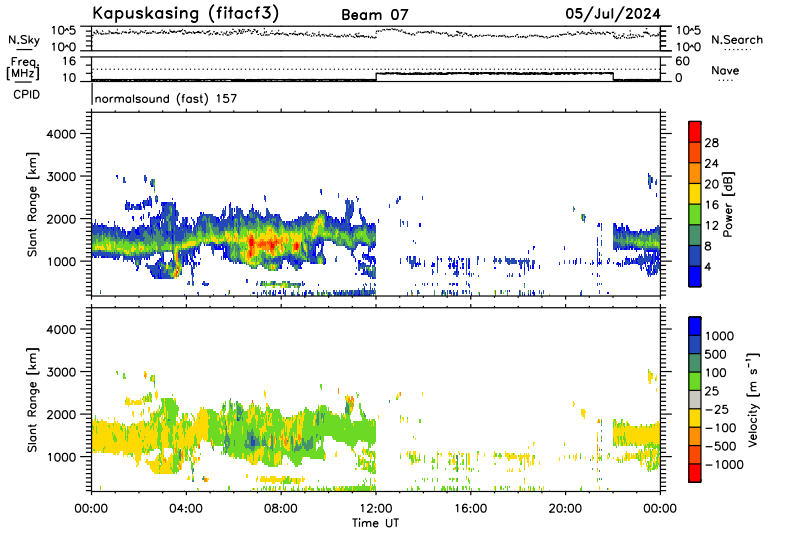 Kapuskasing (fitacf3) Beam 07 05/Jul/2024
N.Sky 10^5 10^0 10^5 10^0 N.Search
Freq. [MHz] 16 10 60 0 Nave
CPID normalsound (fast) 157
Slant Range [km]
4000
3000
2000
1000
28
24
20
16
12
8
4
Power [dB]
Slant Range [km]
4000
3000
2000
1000
1000
500
100
25
-25
-100
-500
-1000
Velocity [m s⁻¹]
00:00 04:00 08:00 12:00 16:00 20:00 00:00
Time UT